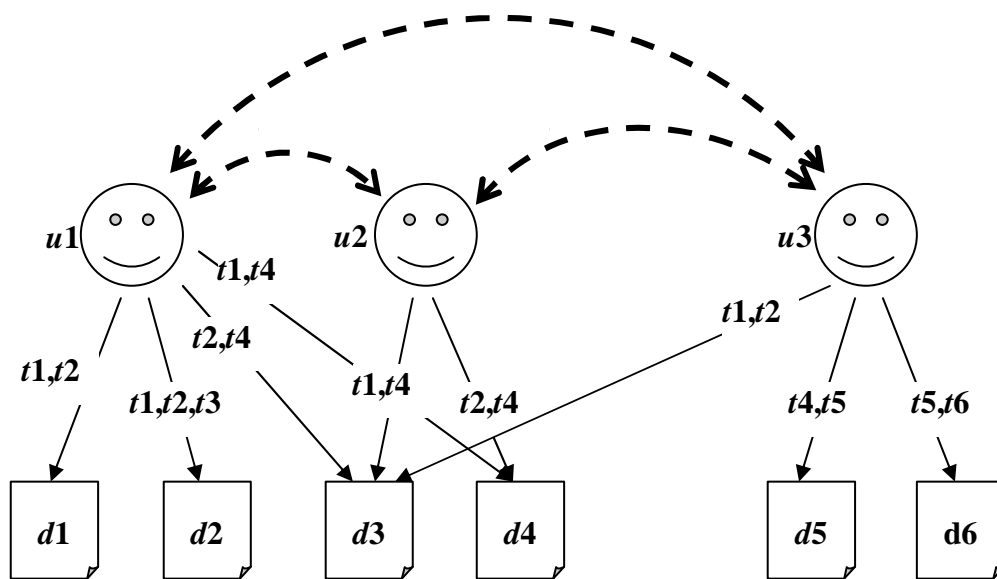 u1
u2
u3
t1,t4
t1,t2
t2,t4
t1,t2
t1,t4
t1,t2,t3
t2,t4
t4,t5
t5,t6
d1
d2
d3
d4
d5
d6